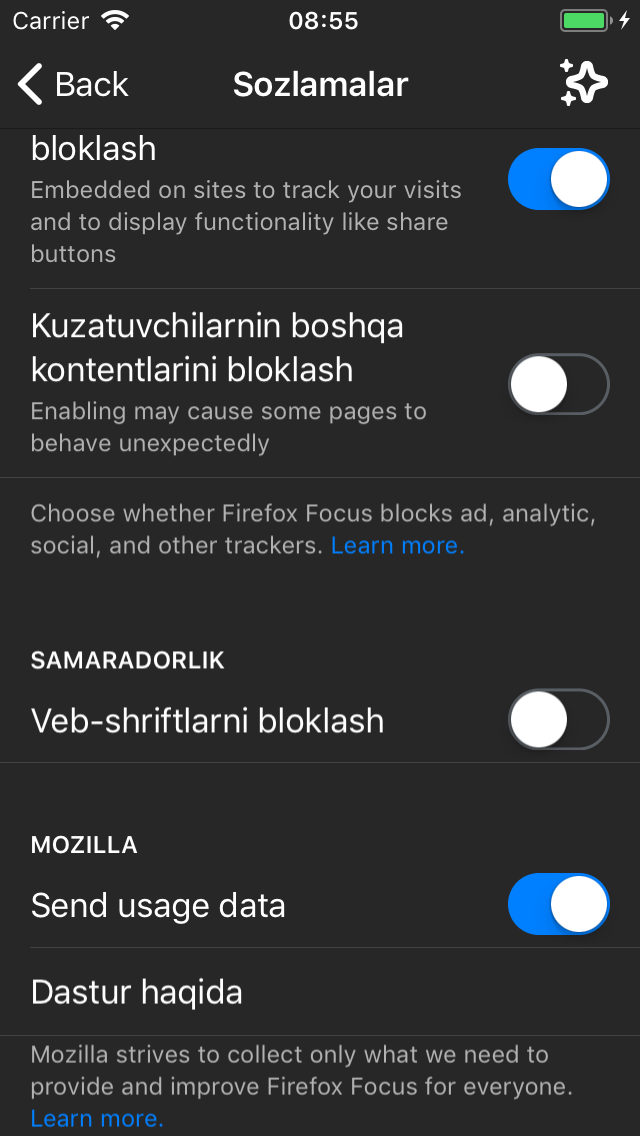 Carrier 08:55
Back Sozlamalar
bloklash
Embedded on sites to track your visits
and to display functionality like share
buttons
Kuzatuvchilarnin boshqa
kontentlarini bloklash
Enabling may cause some pages to
behave unexpectedly
Choose whether Firefox Focus blocks ad, analytic,
social, and other trackers. Learn more.
SAMARADORLIK
Veb-shriftlarni bloklash
MOZILLA
Send usage data
Dastur haqida
Mozilla strives to collect only what we need to
provide and improve Firefox Focus for everyone.
Learn more.